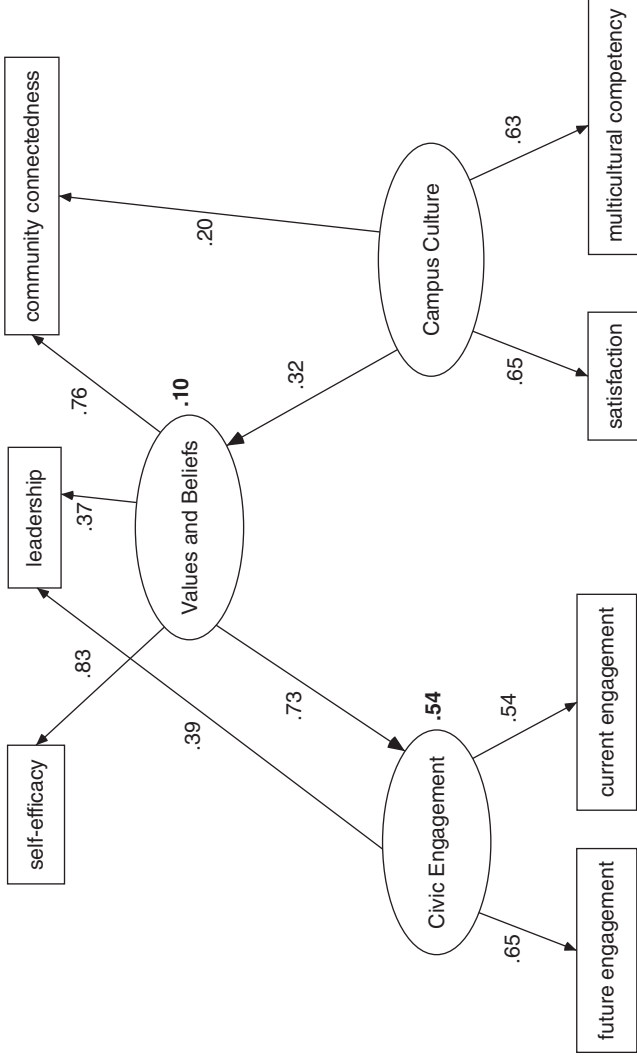 self-efficacy
leadership
community connectedness
.83
.37
.76
.39
Values and Beliefs
.10
.20
.73
.32
Civic Engagement
.54
Campus Culture
.65
.54
.65
.63
future engagement
current engagement
satisfaction
multicultural competency